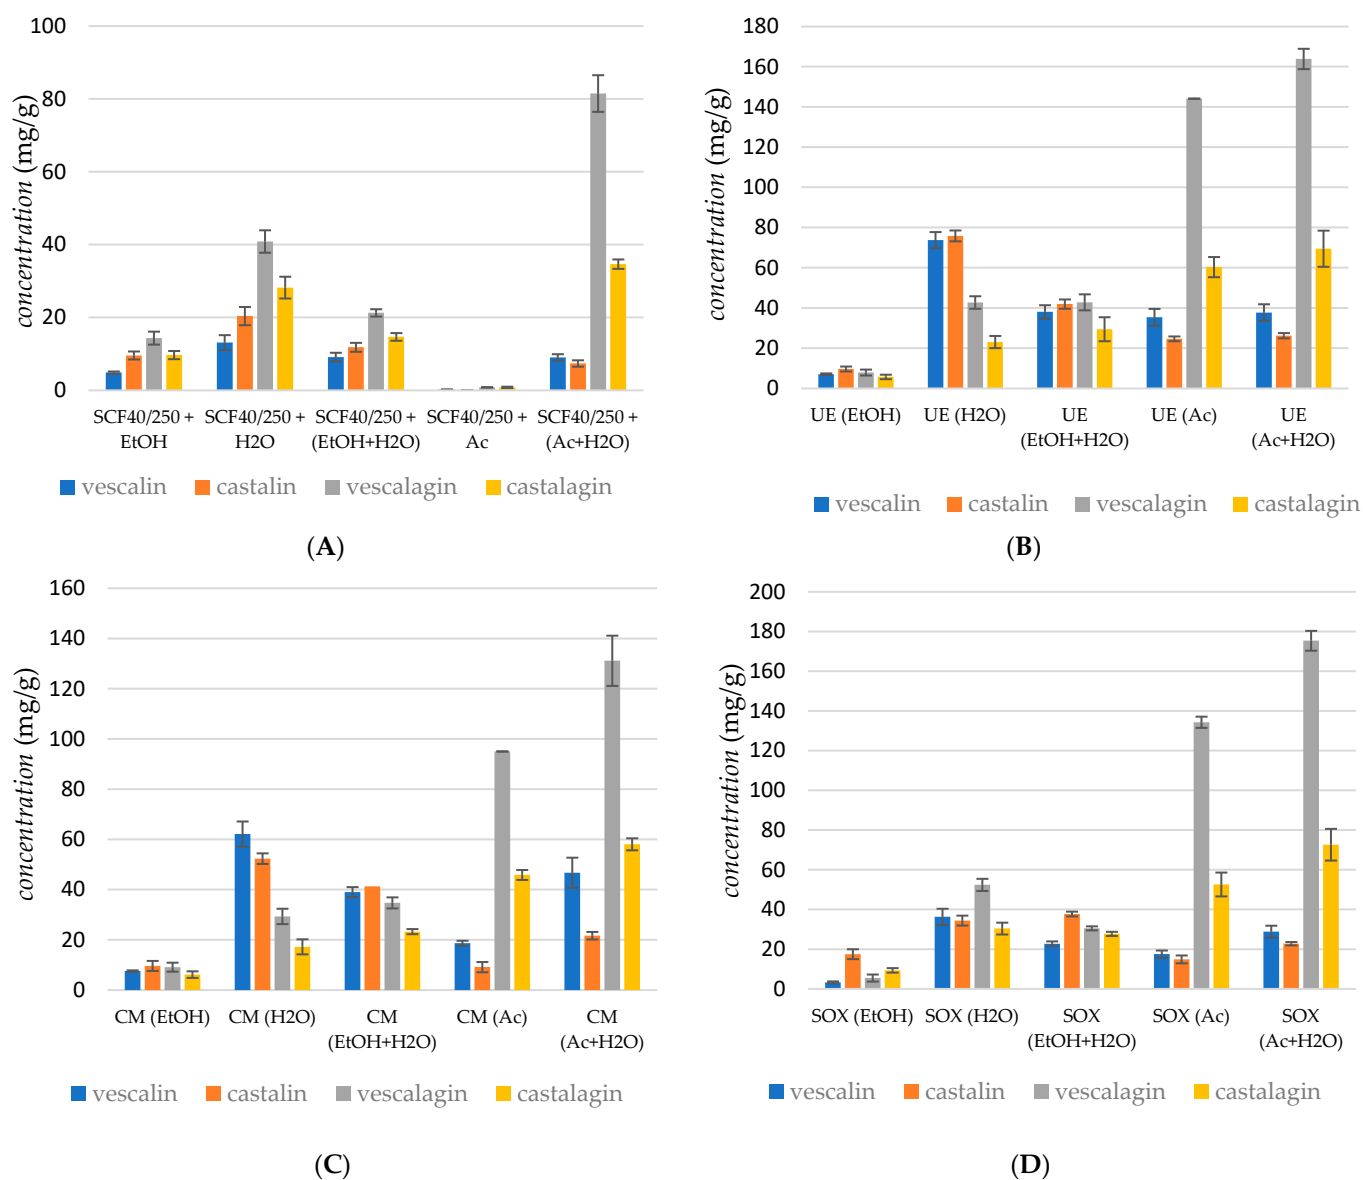 100
80
60
40
20
0
concentration (mg/g)
SCF40/250 +
EtOH
SCF40/250 +
H2O
SCF40/250 +
(EtOH+H2O)
SCF40/250 +
Ac
SCF40/250 +
(Ac+H2O)
vescalin castalin vescalagin castalagin
(A)
180
160
140
120
100
80
60
40
20
0
concentration (mg/g)
UE (EtOH)
UE (H2O)
UE
(EtOH+H2O)
UE (Ac)
UE
(Ac+H2O)
vescalin castalin vescalagin castalagin
(B)
160
140
120
100
80
60
40
20
0
concentration (mg/g)
CM (EtOH)
CM (H2O)
CM
(EtOH+H2O)
CM (Ac)
CM
(Ac+H2O)
vescalin castalin vescalagin castalagin
(C)
200
180
160
140
120
100
80
60
40
20
0
concentration (mg/g)
SOX (EtOH)
SOX (H2O)
SOX
(EtOH+H2O)
SOX (Ac)
SOX
(Ac+H2O)
vescalin castalin vescalagin castalagin
(D)